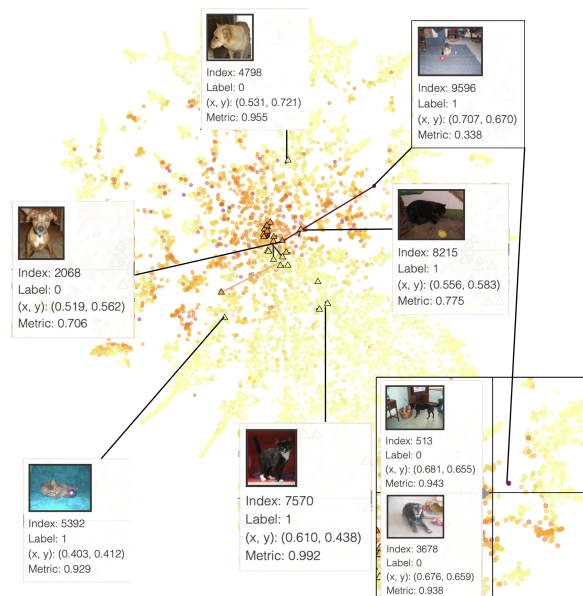 Index: 4798
Label: 0
(x, y): (0.531, 0.721)
Metric: 0.955
Index: 9596
Label: 1
(x, y): (0.707, 0.670)
Metric: 0.338
Index: 2068
Label: 0
(x, y): (0.519, 0.562)
Metric: 0.706
Index: 8215
Label: 1
(x, y): (0.556, 0.583)
Metric: 0.775
Index: 5392
Label: 1
(x, y): (0.403, 0.412)
Metric: 0.929
Index: 7570
Label: 1
(x, y): (0.610, 0.438)
Metric: 0.992
Index: 513
Label: 0
(x, y): (0.681, 0.655)
Metric: 0.943
Index: 3678
Label: 0
(x, y): (0.676, 0.659)
Metric: 0.938